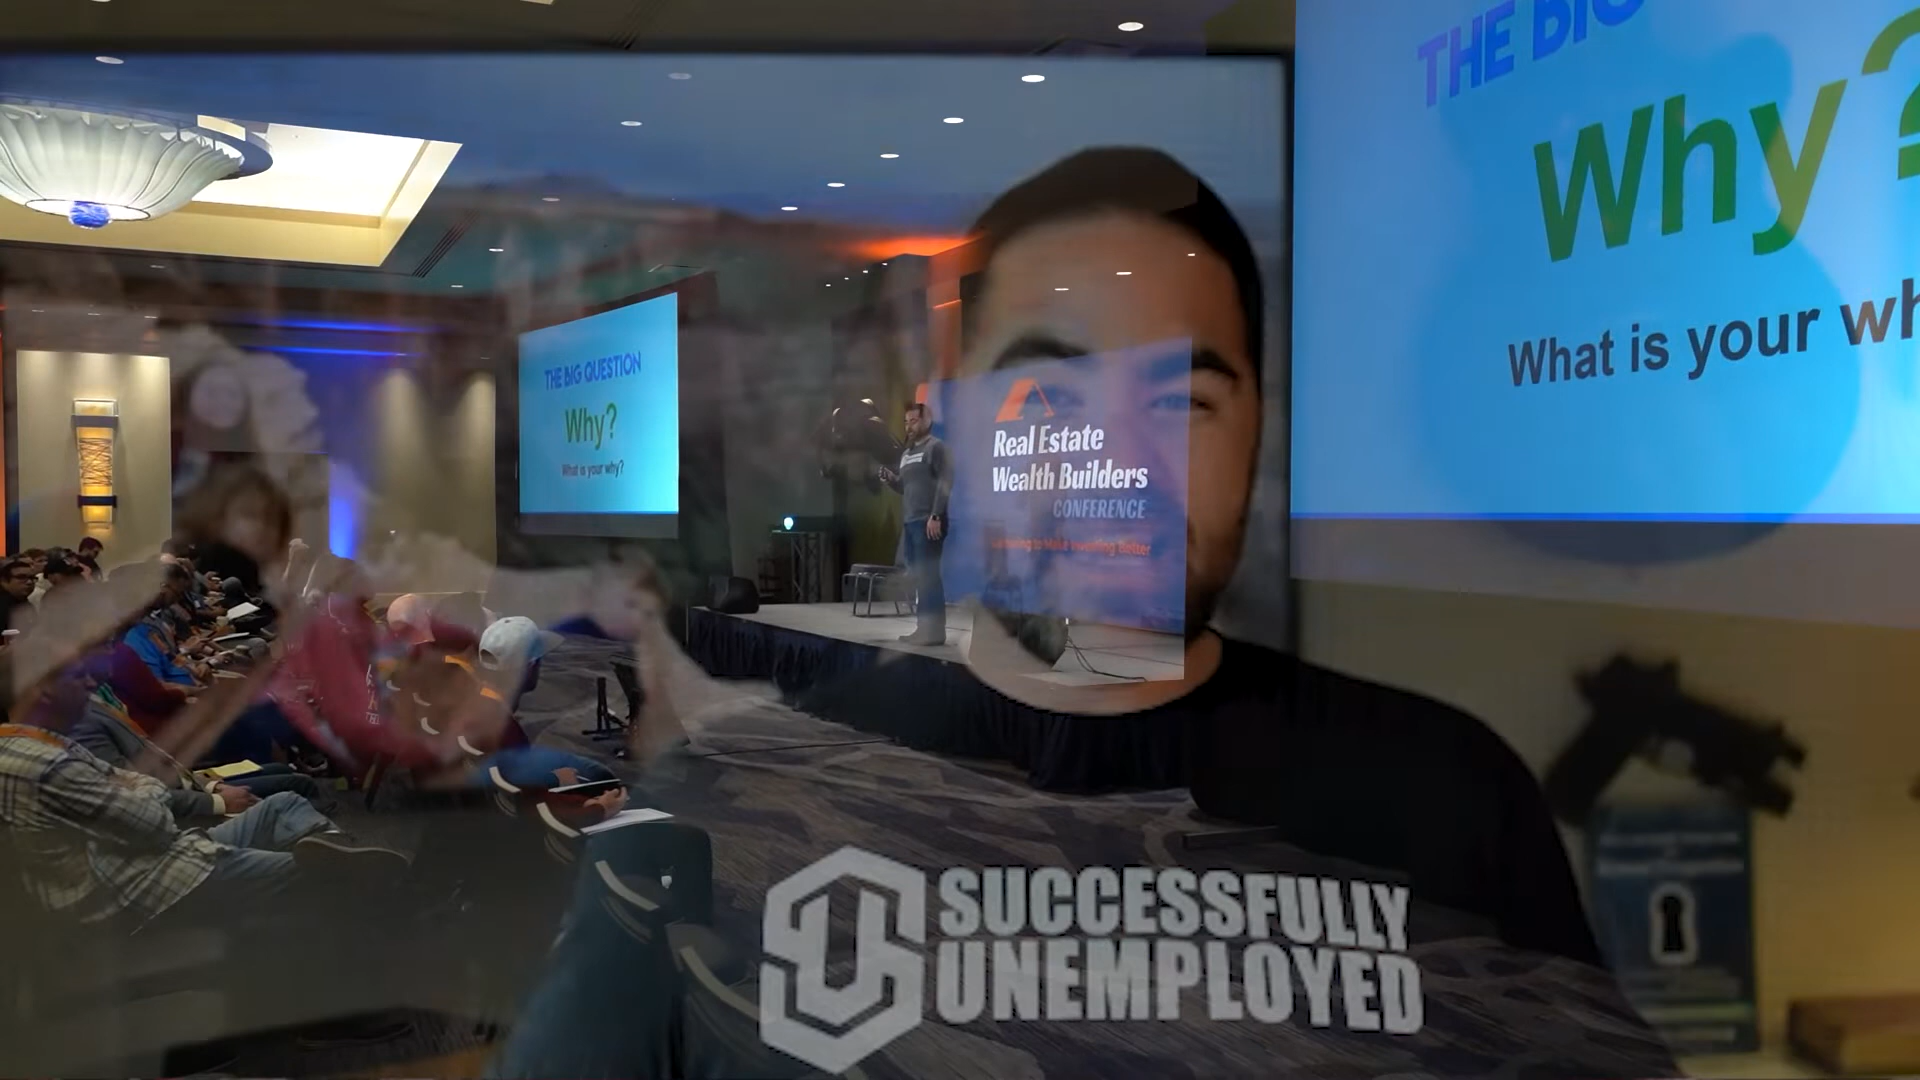 THE BIG
Why?
What is your wh
THE BIG QUESTION
Why?
What is your why?
Real Estate
Wealth Builders
CONFERENCE
SUCCESSFULLY
UNEMPLOYED